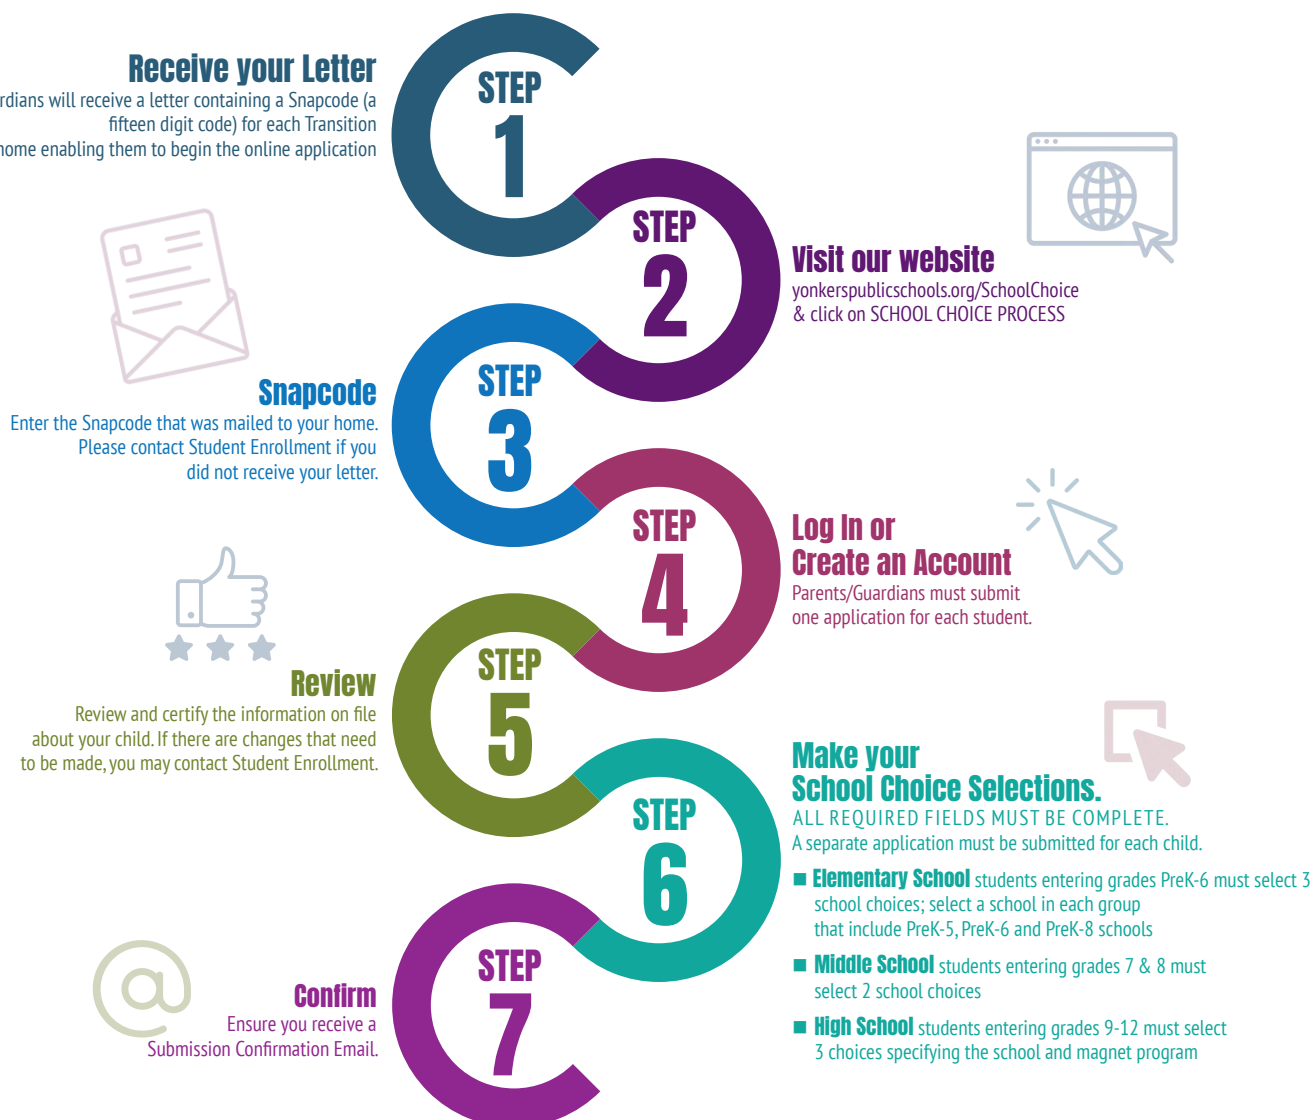 Receive your Letter
will receive a letter containing a Snapcode (a
fifteen digit code) for each Transition
enabling them to begin the online application
STEP
1
STEP
2
Visit our website
yonkerspublicschools.org/SchoolChoice
& click on SCHOOL CHOICE PROCESS
STEP
3
Snapcode
Enter the Snapcode that was mailed to your home.
Please contact Student Enrollment if you
did not receive your letter.
STEP
4
Log In or
Create an Account
Parents/Guardians must submit
one application for each student.
STEP
5
Review
Review and certify the information on file
about your child. If there are changes that need
to be made, you may contact Student Enrollment.
STEP
6
Make your
School Choice Selections.
ALL REQUIRED FIELDS MUST BE COMPLETE.
A separate application must be submitted for each child.
■ Elementary School students entering grades PreK-6 must select 3
school choices; select a school in each group
that include PreK-5, PreK-6 and PreK-8 schools
■ Middle School students entering grades 7 & 8 must
select 2 school choices
■ High School students entering grades 9-12 must select
3 choices specifying the school and magnet program
STEP
7
@
Confirm
Ensure you receive a
Submission Confirmation Email.